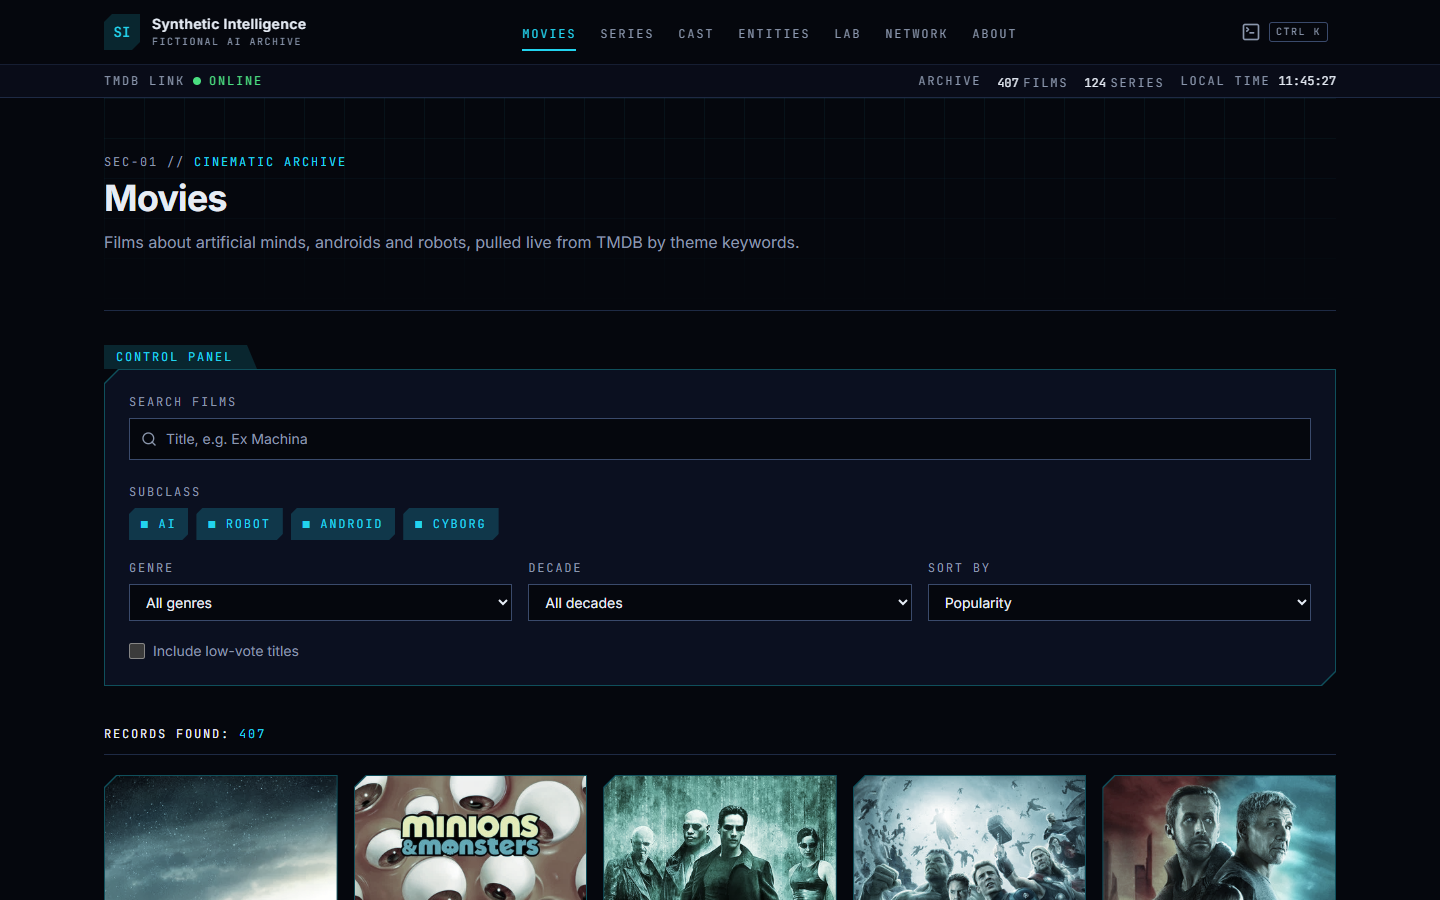 SI
Synthetic Intelligence
FICTIONAL AI ARCHIVE
MOVIES SERIES CAST ENTITIES LAB NETWORK ABOUT
CTRL K
TMDB LINK ONLINE
ARCHIVE 407 FILMS 124 SERIES LOCAL TIME 11:45:27
SEC-01 // CINEMATIC ARCHIVE
Movies
Films about artificial minds, androids and robots, pulled live from TMDB by theme keywords.
CONTROL PANEL
SEARCH FILMS
Title, e.g. Ex Machina
SUBCLASS
AI ROBOT ANDROID CYBORG
GENRE DECADE SORT BY
All genres All decades Popularity
Include low-vote titles
RECORDS FOUND: 407
minions
&monsters